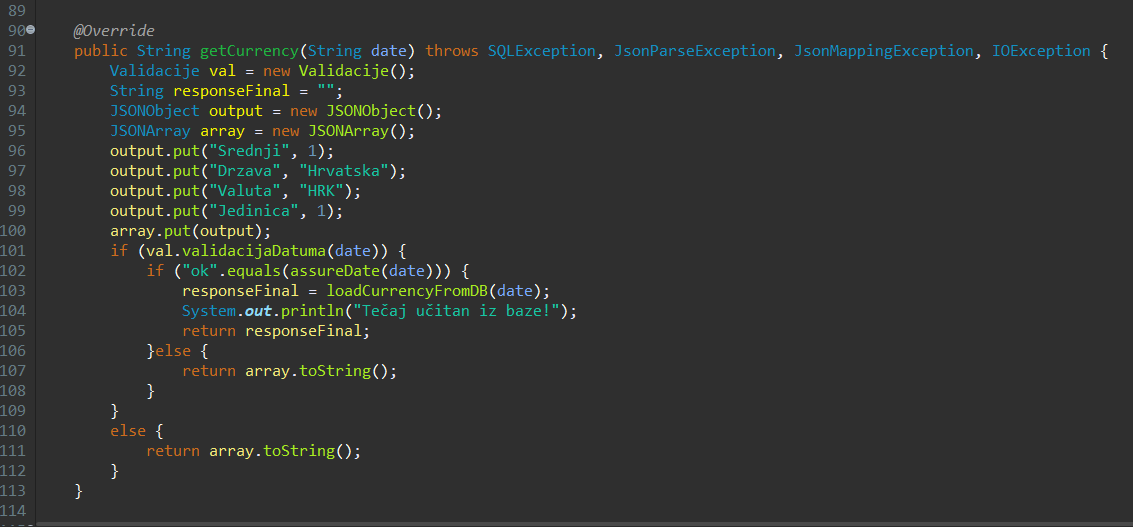 89
90 @Override
91 public String getCurrency(String date) throws SQLException, JsonParseException, JsonMappingException, IOException {
92 Validacije val = new Validacije();
93 String responseFinal = "";
94 JSONObject output = new JSONObject();
95 JSONArray array = new JSONArray();
96 output.put("Srednji", 1);
97 output.put("Drzava", "Hrvatska");
98 output.put("Valuta", "HRK");
99 output.put("Jedinica", 1);
100 array.put(output);
101 if (val.validacijaDatuma(date)) {
102 if ("ok".equals(assureDate(date))) {
103 responseFinal = loadCurrencyFromDB(date);
104 System.out.println("Tečaj učitan iz baze!");
105 return responseFinal;
106 }else {
107 return array.toString();
108 }
109 }
110 else {
111 return array.toString();
112 }
113 }
114